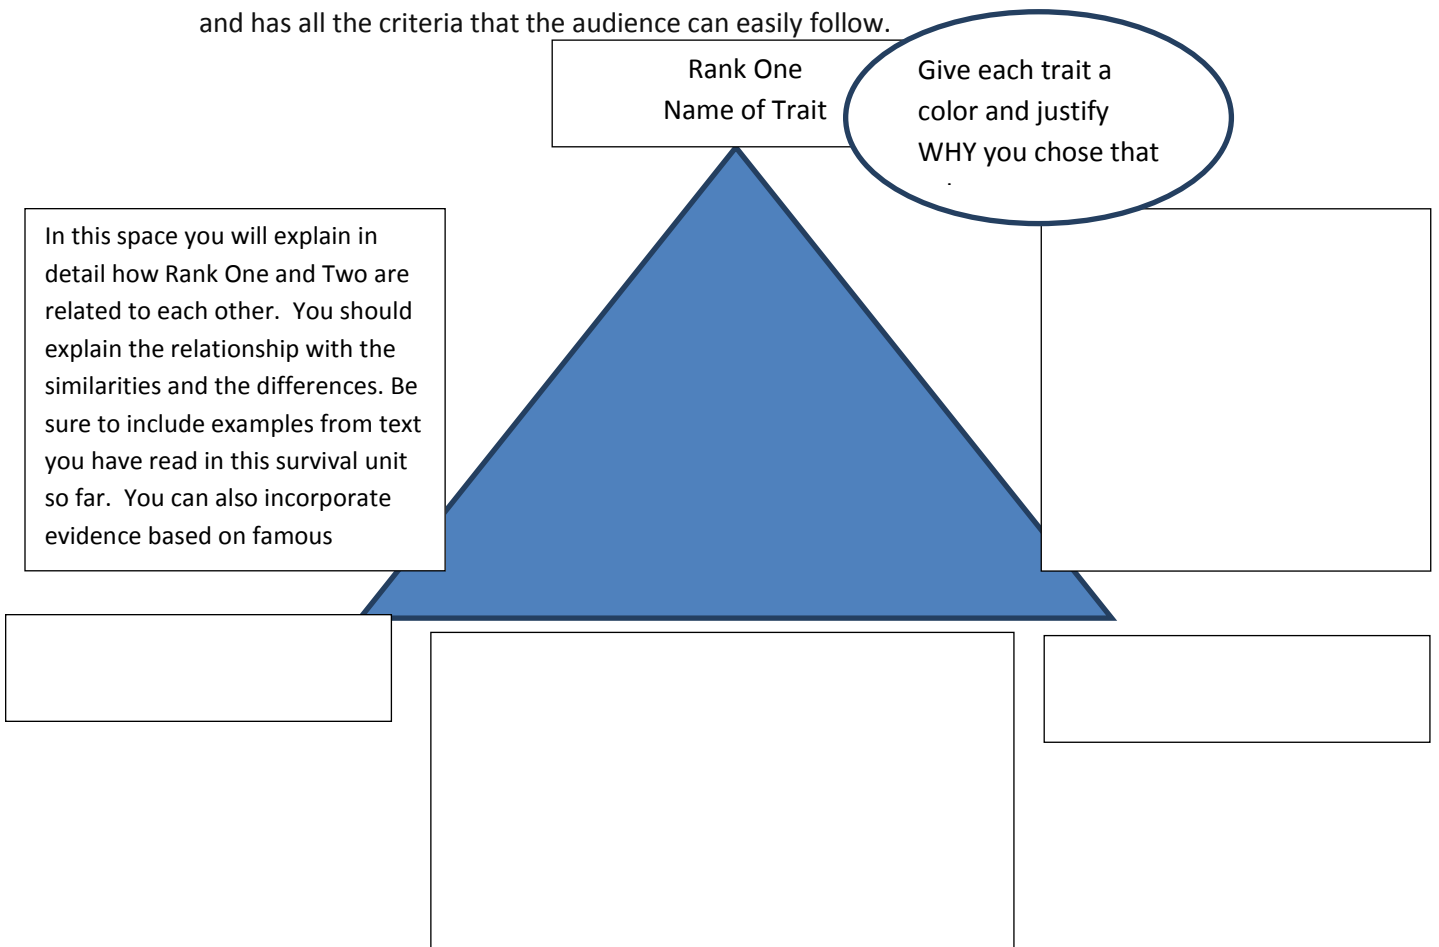 and has all the criteria that the audience can easily follow.
Rank One
Name of Trait
Give each trait a
color and justify
WHY you chose that
In this space you will explain in
detail how Rank One and Two are
related to each other.  You should
explain the relationship with the
similarities and the differences. Be
sure to include examples from text
you have read in this survival unit
so far.  You can also incorporate
evidence based on famous